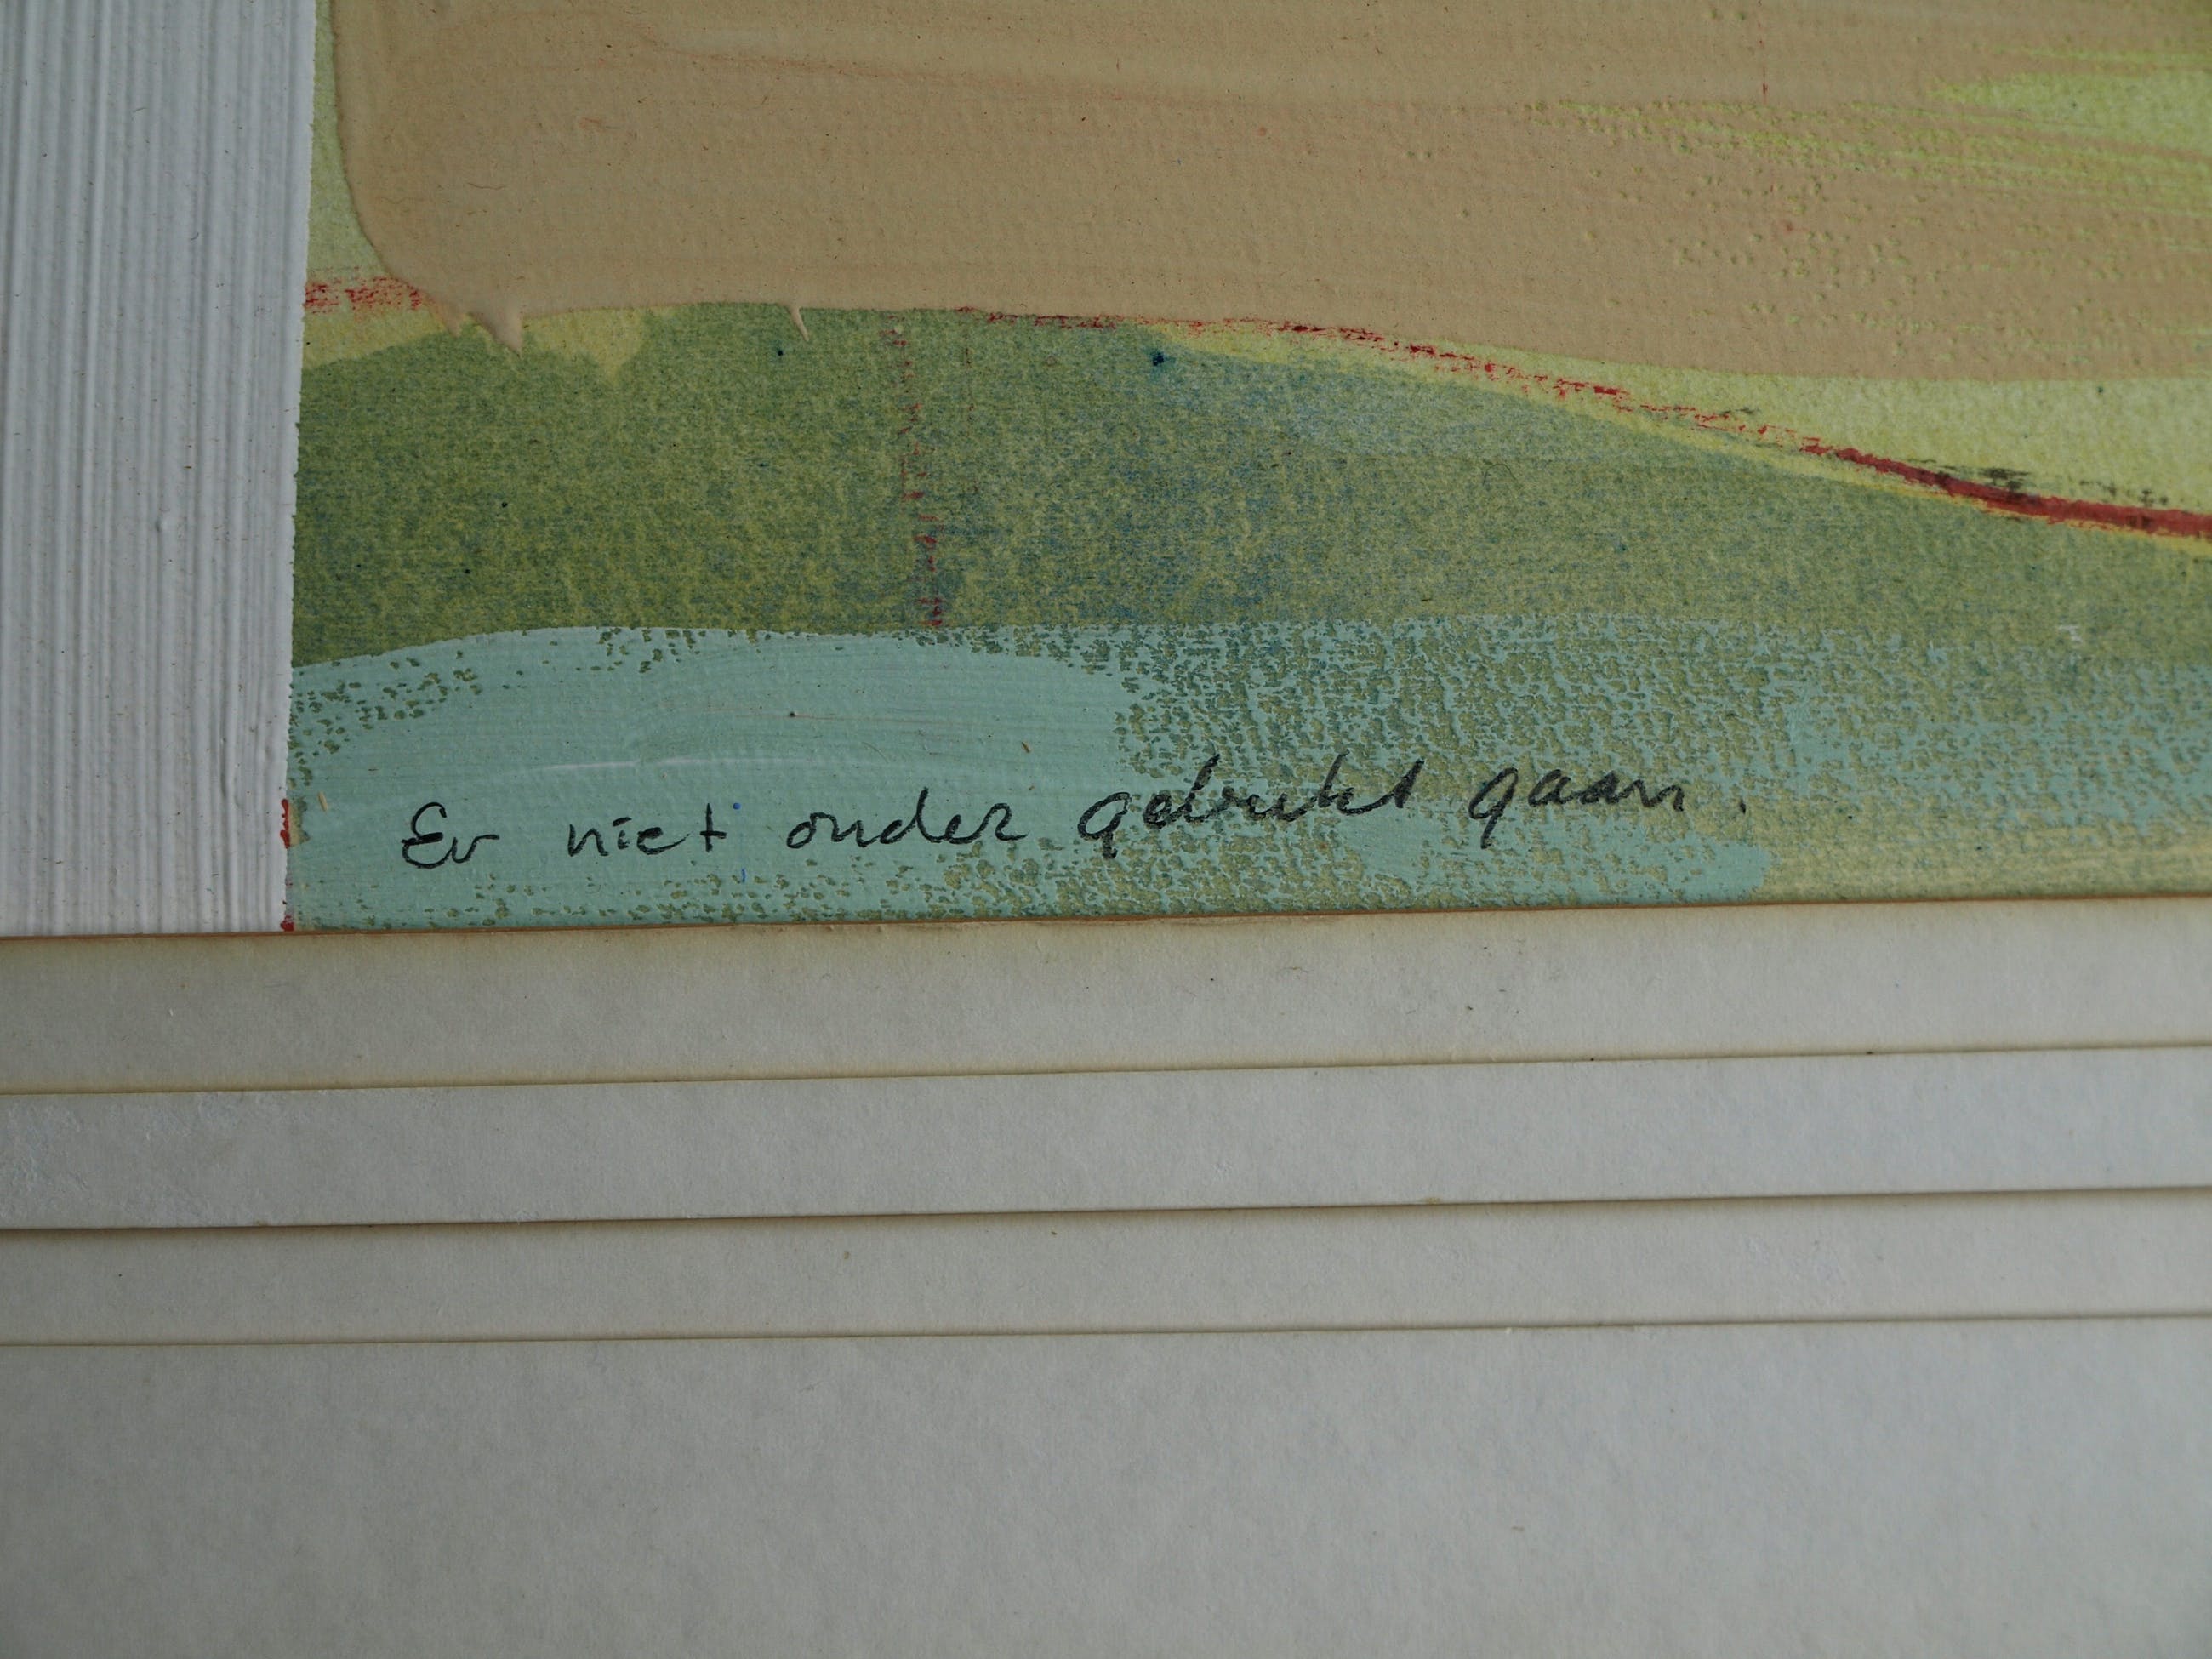 Er niet onder gebukt gaan.